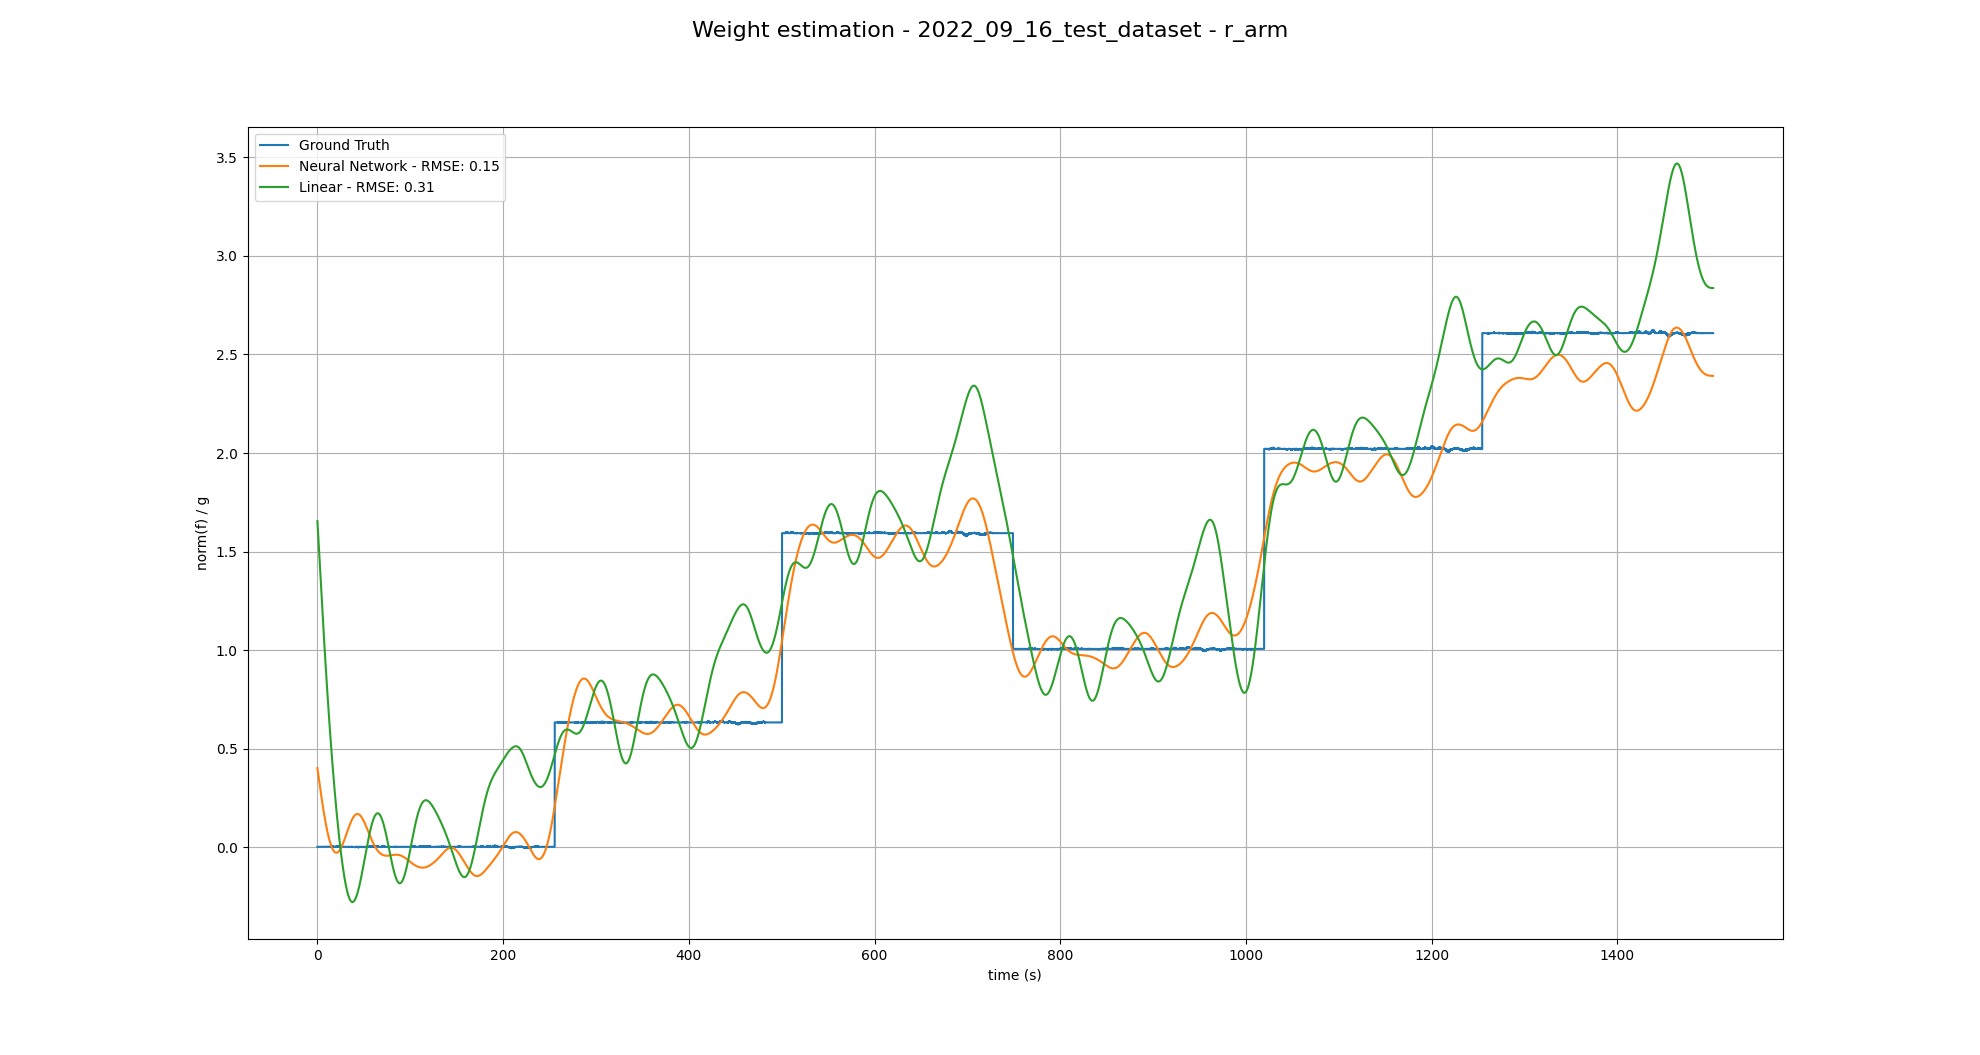 Weight estimation - 2022_09_16_test_dataset - r_arm
Ground Truth
Neural Network - RMSE: 0.15
Linear - RMSE: 0.31
3.5
3.0
2.5
2.0
1.5
1.0
0.5
0.0
norm(f) / g
0 200 400 600 800 1000 1200 1400
time (s)